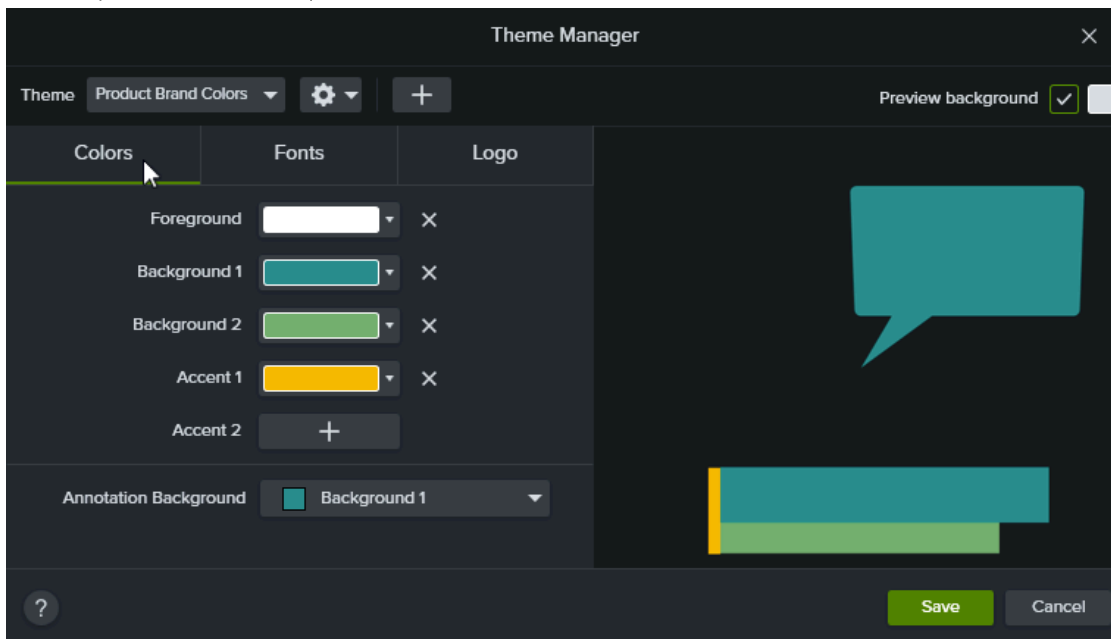 Theme Manager
Theme Product Brand Colors
Preview background
Colors Fonts Logo
Foreground
Background 1
Background 2
Accent 1
Accent 2
Annotation Background Background 1
? Save Cancel